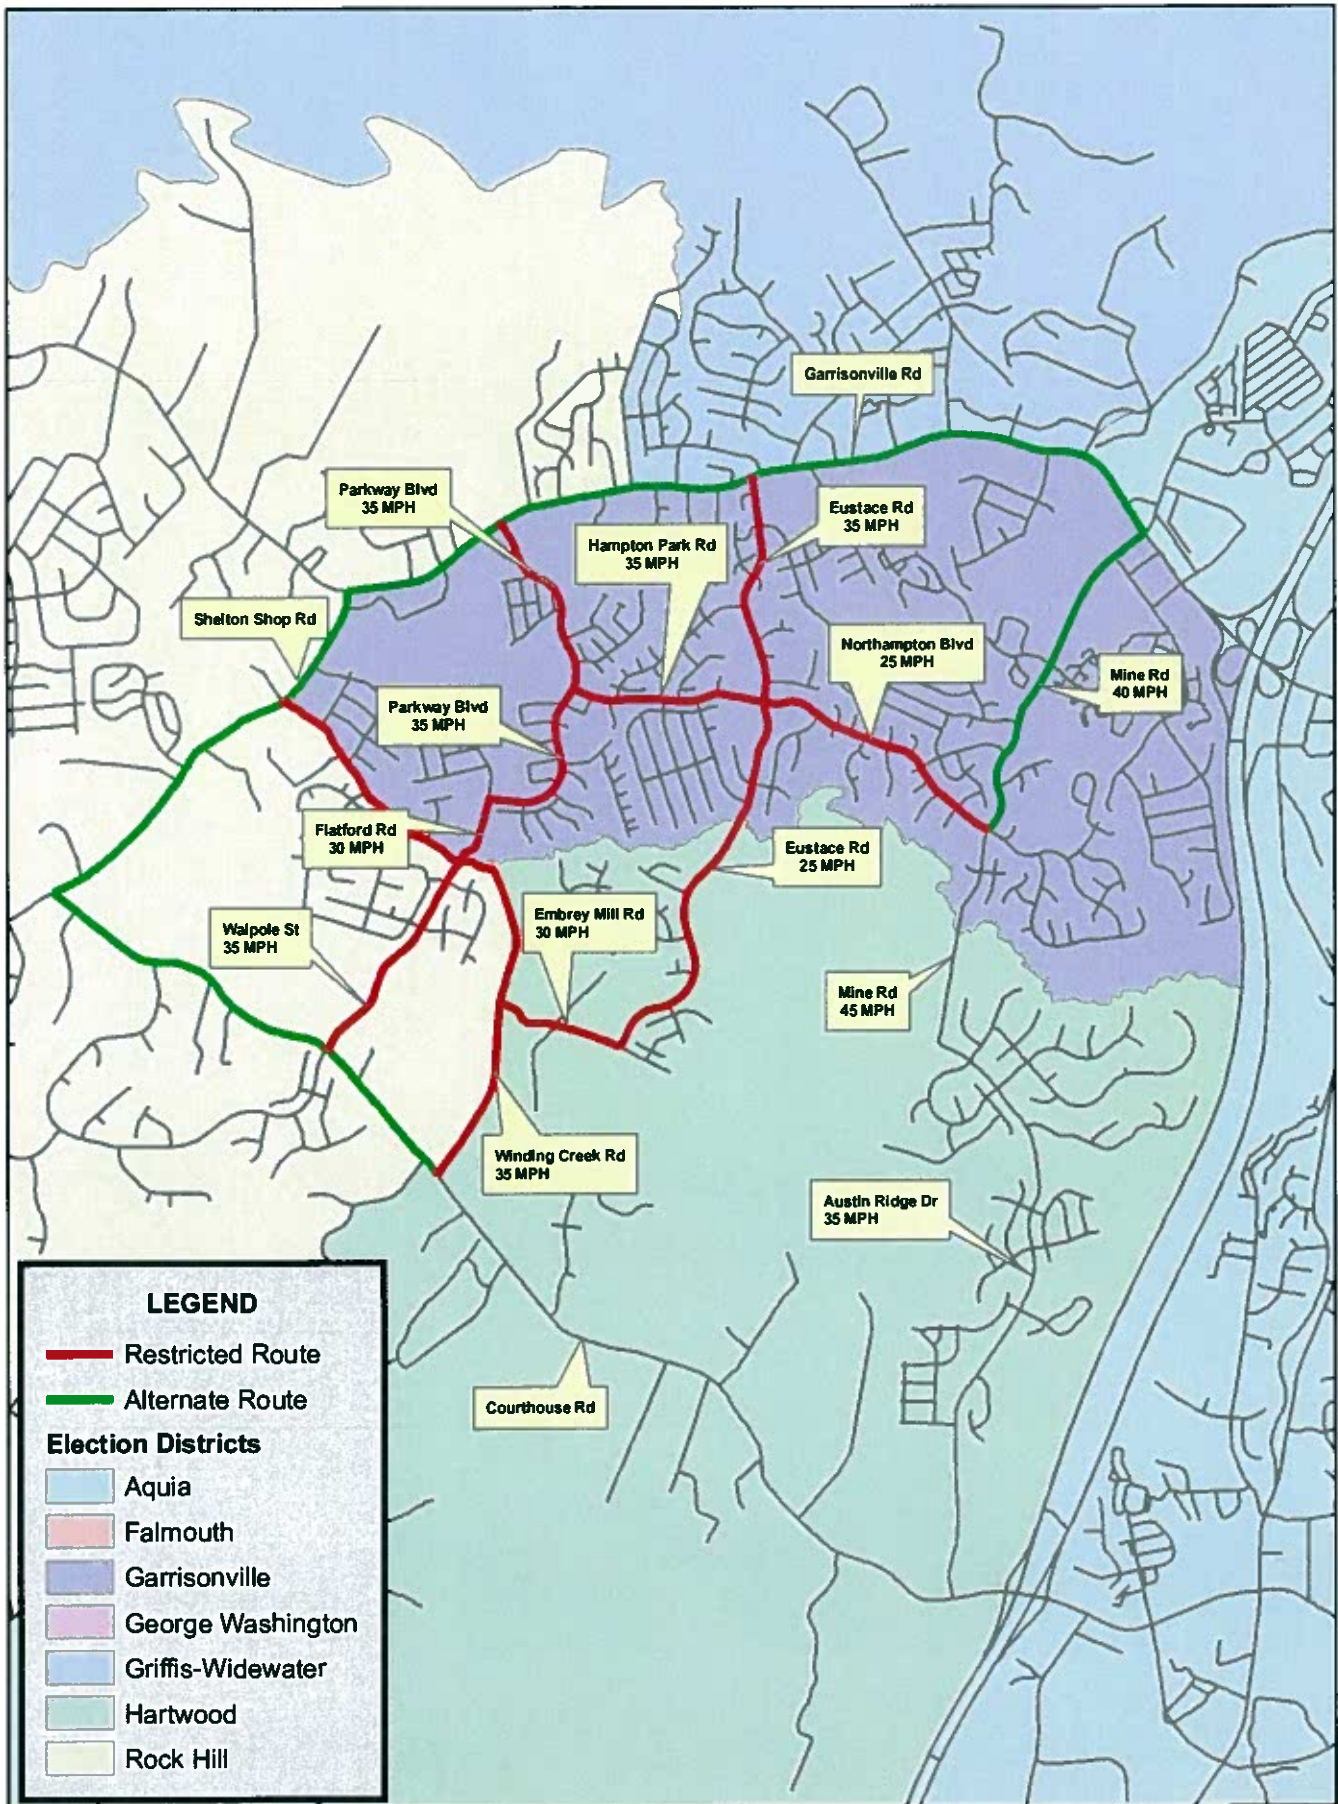 Garrisonville Rd
Parkway Blvd
35 MPH
Eustace Rd
35 MPH
Hampton Park Rd
35 MPH
Shelton Shop Rd
Northampton Blvd
25 MPH
Mine Rd
40 MPH
Parkway Blvd
35 MPH
Flatford Rd
30 MPH
Eustace Rd
25 MPH
Embrey Mill Rd
30 MPH
Walpole St
35 MPH
Mine Rd
45 MPH
Winding Creek Rd
35 MPH
Austin Ridge Dr
35 MPH
Courthouse Rd
LEGEND
Restricted Route
Alternate Route
Election Districts
Aquia
Falmouth
Garrisonville
George Washington
Griffis-Widewater
Hartwood
Rock Hill